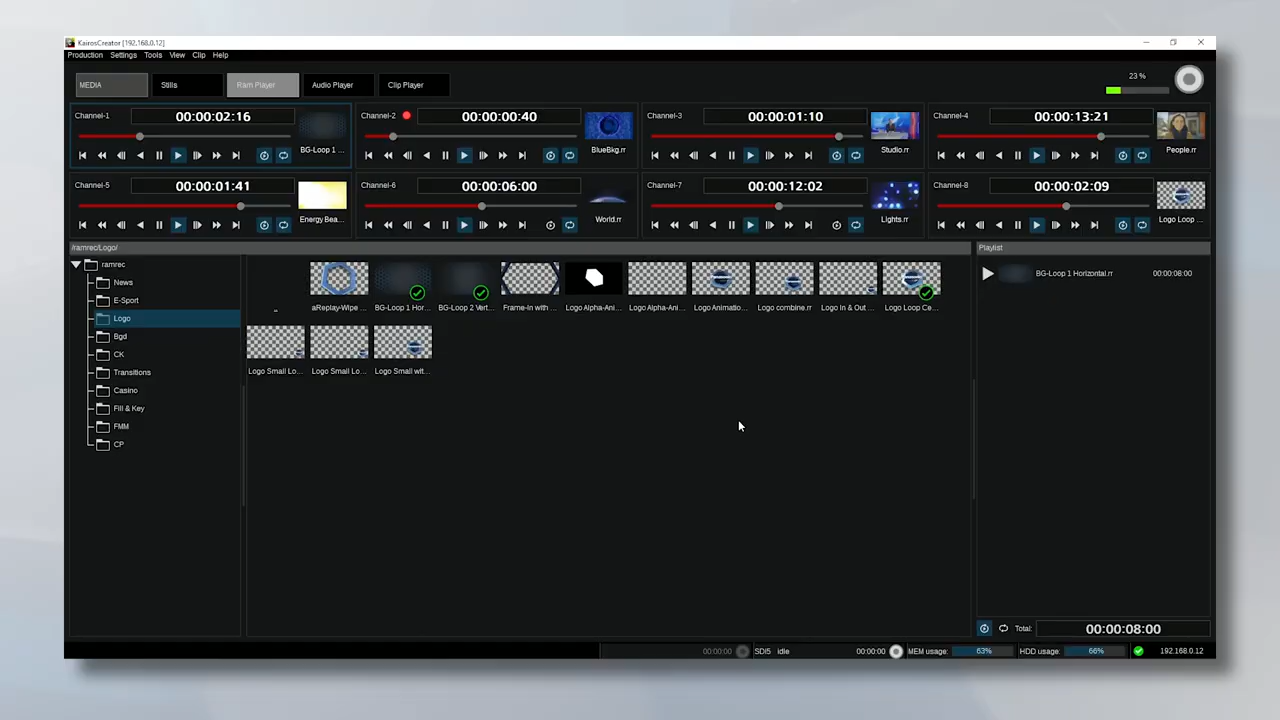 KairosCreator [192.168.0.12]
Production Settings Tools View Clip Help
MEDIA Stills Ram Player Audio Player Clip Player 23 %
Channel-1 00:00:02:16 BG-Loop 1 ...
Channel-2 00:00:00:40 BlueBkg.rr
Channel-3 00:00:01:10 Studio.rr
Channel-4 00:00:13:21 People.rr
Channel-5 00:00:01:41 Energy Bea...
Channel-6 00:00:06:00 World.rr
Channel-7 00:00:12:02 Lights.rr
Channel-8 00:00:02:09 Logo Loop ...
/ramrec/Logo/
ramrec
News
E-Sport
Logo
Bgd
CK
Transitions
Casino
Fill & Key
FMM
CP
.. aReplay-Wipe ... BG-Loop 1 Hor... BG-Loop 2 Vert... Frame-In with ... Logo Alpha-Ani... Logo Alpha-Ani... Logo Animatio... Logo combine.rr Logo In & Out ... Logo Loop Ce...
Logo Small Lo... Logo Small Lo... Logo Small wit...
Playlist
BG-Loop 1 Horizontal.rr 00:00:08:00
Total: 00:00:08:00
00:00:00 SDI5 idle 00:00:00 MEM usage: 63% HDD usage: 66% 192.168.0.12